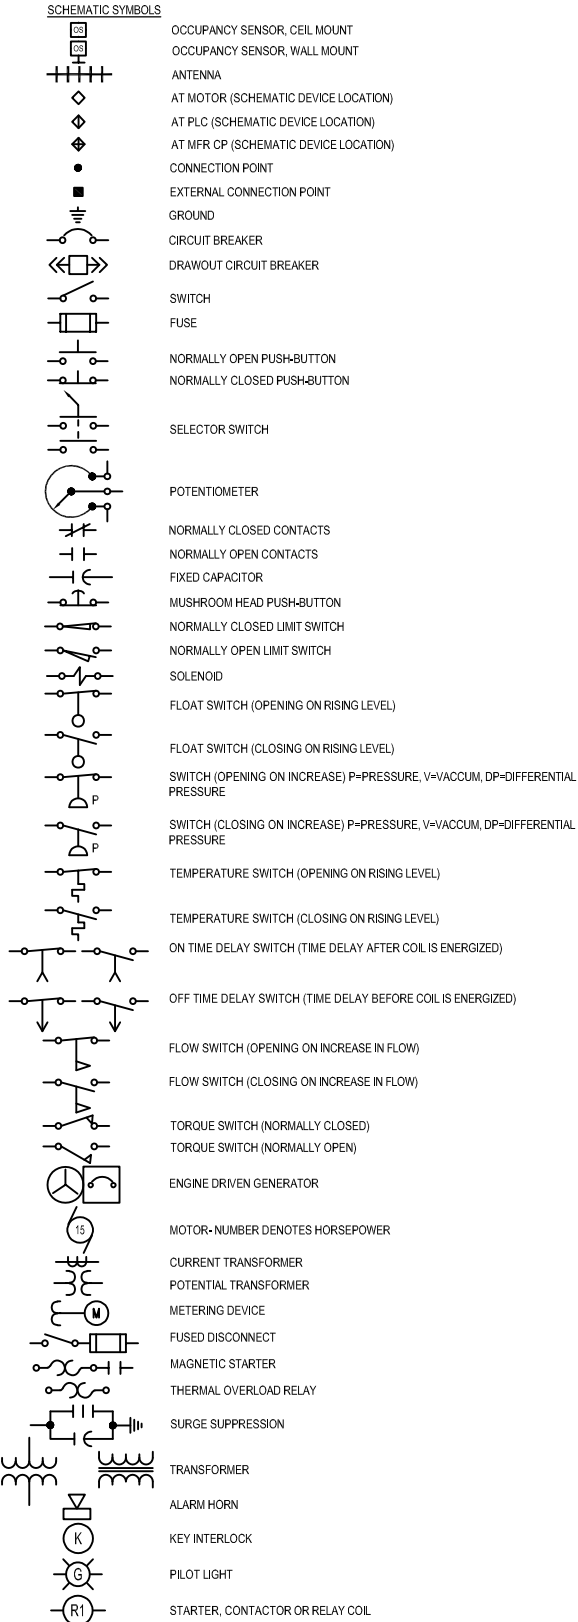 SCHEMATIC SYMBOLS
OS OCCUPANCY SENSOR, CEIL MOUNT
OS OCCUPANCY SENSOR, WALL MOUNT
ANTENNA
AT MOTOR (SCHEMATIC DEVICE LOCATION)
AT PLC (SCHEMATIC DEVICE LOCATION)
AT MFR CP (SCHEMATIC DEVICE LOCATION)
CONNECTION POINT
EXTERNAL CONNECTION POINT
GROUND
CIRCUIT BREAKER
DRAWOUT CIRCUIT BREAKER
SWITCH
FUSE
NORMALLY OPEN PUSH-BUTTON
NORMALLY CLOSED PUSH-BUTTON
SELECTOR SWITCH
POTENTIOMETER
NORMALLY CLOSED CONTACTS
NORMALLY OPEN CONTACTS
FIXED CAPACITOR
MUSHROOM HEAD PUSH-BUTTON
NORMALLY CLOSED LIMIT SWITCH
NORMALLY OPEN LIMIT SWITCH
SOLENOID
FLOAT SWITCH (OPENING ON RISING LEVEL)
FLOAT SWITCH (CLOSING ON RISING LEVEL)
SWITCH (OPENING ON INCREASE) P=PRESSURE, V=VACCUM, DP=DIFFERENTIAL
P PRESSURE
SWITCH (CLOSING ON INCREASE) P=PRESSURE, V=VACCUM, DP=DIFFERENTIAL
P PRESSURE
TEMPERATURE SWITCH (OPENING ON RISING LEVEL)
TEMPERATURE SWITCH (CLOSING ON RISING LEVEL)
ON TIME DELAY SWITCH (TIME DELAY AFTER COIL IS ENERGIZED)
OFF TIME DELAY SWITCH (TIME DELAY BEFORE COIL IS ENERGIZED)
FLOW SWITCH (OPENING ON INCREASE IN FLOW)
FLOW SWITCH (CLOSING ON INCREASE IN FLOW)
TORQUE SWITCH (NORMALLY CLOSED)
TORQUE SWITCH (NORMALLY OPEN)
ENGINE DRIVEN GENERATOR
15 MOTOR- NUMBER DENOTES HORSEPOWER
CURRENT TRANSFORMER
POTENTIAL TRANSFORMER
M METERING DEVICE
FUSED DISCONNECT
MAGNETIC STARTER
THERMAL OVERLOAD RELAY
SURGE SUPPRESSION
TRANSFORMER
ALARM HORN
K KEY INTERLOCK
G PILOT LIGHT
R1 STARTER, CONTACTOR OR RELAY COIL